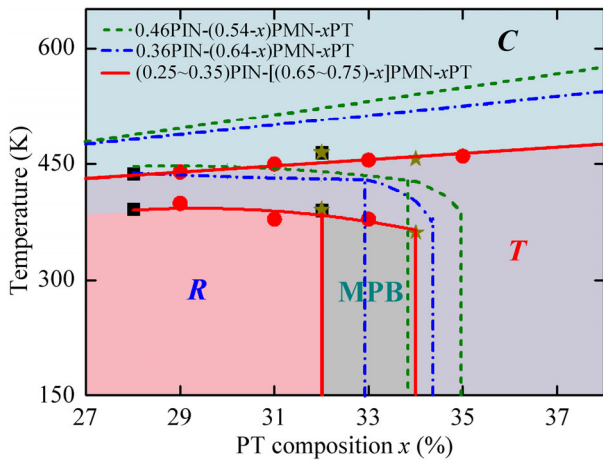 600
450
300
150
27
29
31
33
35
37
Temperature (K)
PT composition x (%)
0.46PIN-(0.54-x)PMN-xPT
0.36PIN-(0.64-x)PMN-xPT
(0.25~0.35)PIN-[(0.65~0.75)-x]PMN-xPT
C
R
MPB
T